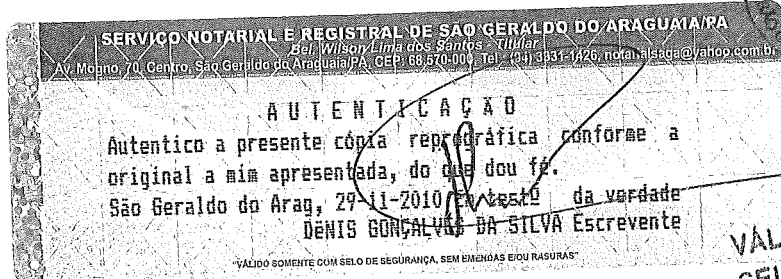 SERVIÇO NOTARIAL E REGISTRAL DE SÃO GERALDO DO ARAGUAIA/PA
Bel. Wilson Lima dos Santos - Titular
Av. Mogno, 70, Centro, São Geraldo do Araguaia/PA, CEP: 68.570-000, Tel. (94) 3331-1426, notarialsaga@yahoo.com.b
AUTENTICAÇÃO
Autentico a presente cópia reprográfica conforme a
original a mim apresentada, do que dou fé.
São Geraldo do Arag, 29-11-2010 Em testº da verdade
DENIS GONÇALVES DA SILVA Escrevente
"VÁLIDO SOMENTE COM SELO DE SEGURANÇA, SEM EMENDAS E/OU RASURAS"
VÁL
SEL